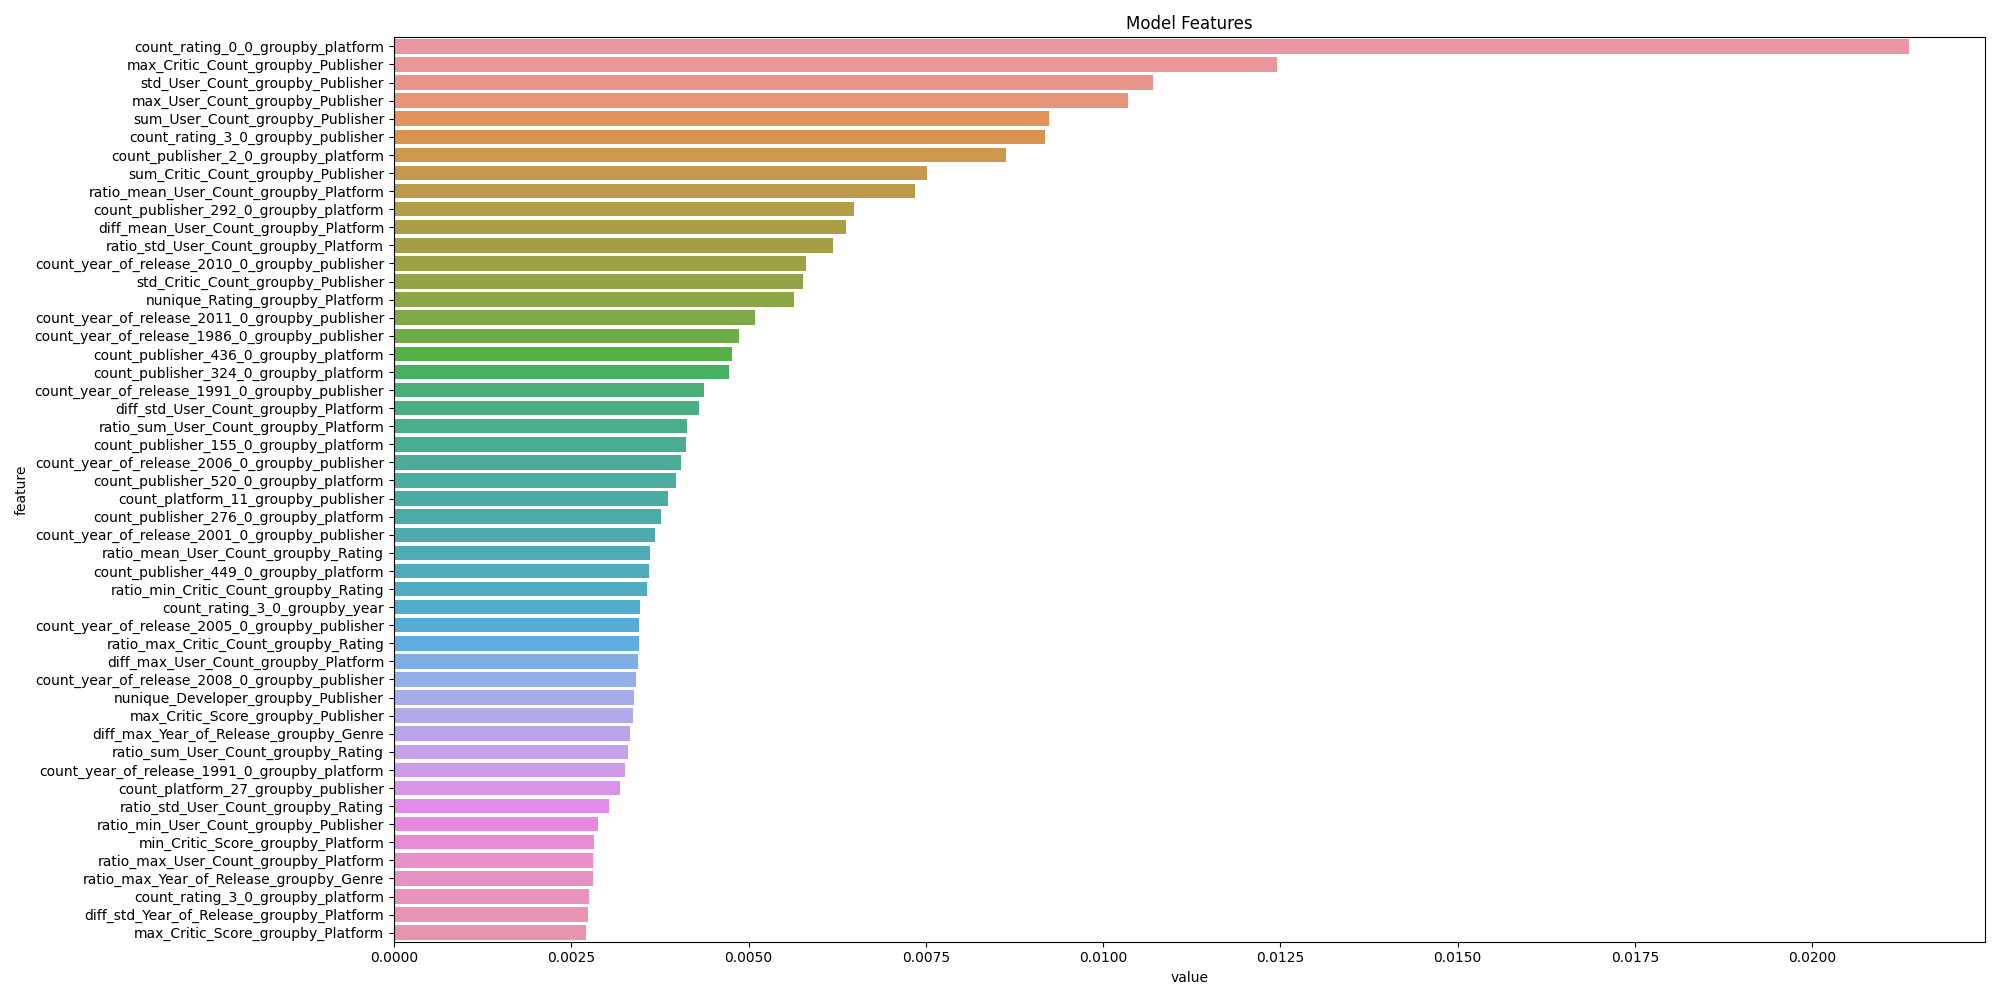 Model Features
count_rating_0_0_groupby_platform
max_Critic_Count_groupby_Publisher
std_User_Count_groupby_Publisher
max_User_Count_groupby_Publisher
sum_User_Count_groupby_Publisher
count_rating_3_0_groupby_publisher
count_publisher_2_0_groupby_platform
sum_Critic_Count_groupby_Publisher
ratio_mean_User_Count_groupby_Platform
count_publisher_292_0_groupby_platform
diff_mean_User_Count_groupby_Platform
ratio_std_User_Count_groupby_Platform
count_year_of_release_2010_0_groupby_publisher
std_Critic_Count_groupby_Publisher
nunique_Rating_groupby_Platform
count_year_of_release_2011_0_groupby_publisher
count_year_of_release_1986_0_groupby_publisher
count_publisher_436_0_groupby_platform
count_publisher_324_0_groupby_platform
count_year_of_release_1991_0_groupby_publisher
diff_std_User_Count_groupby_Platform
ratio_sum_User_Count_groupby_Platform
count_publisher_155_0_groupby_platform
count_year_of_release_2006_0_groupby_publisher
count_publisher_520_0_groupby_platform
count_platform_11_groupby_publisher
count_publisher_276_0_groupby_platform
count_year_of_release_2001_0_groupby_publisher
ratio_mean_User_Count_groupby_Rating
count_publisher_449_0_groupby_platform
ratio_min_Critic_Count_groupby_Rating
count_rating_3_0_groupby_year
count_year_of_release_2005_0_groupby_publisher
ratio_max_Critic_Count_groupby_Rating
diff_max_User_Count_groupby_Platform
count_year_of_release_2008_0_groupby_publisher
nunique_Developer_groupby_Publisher
max_Critic_Score_groupby_Publisher
diff_max_Year_of_Release_groupby_Genre
ratio_sum_User_Count_groupby_Rating
count_year_of_release_1991_0_groupby_platform
count_platform_27_groupby_publisher
ratio_std_User_Count_groupby_Rating
ratio_min_User_Count_groupby_Publisher
min_Critic_Score_groupby_Platform
ratio_max_User_Count_groupby_Platform
ratio_max_Year_of_Release_groupby_Genre
count_rating_3_0_groupby_platform
diff_std_Year_of_Release_groupby_Platform
max_Critic_Score_groupby_Platform
feature
0.0000 0.0025 0.0050 0.0075 0.0100 0.0125 0.0150 0.0175 0.0200
value